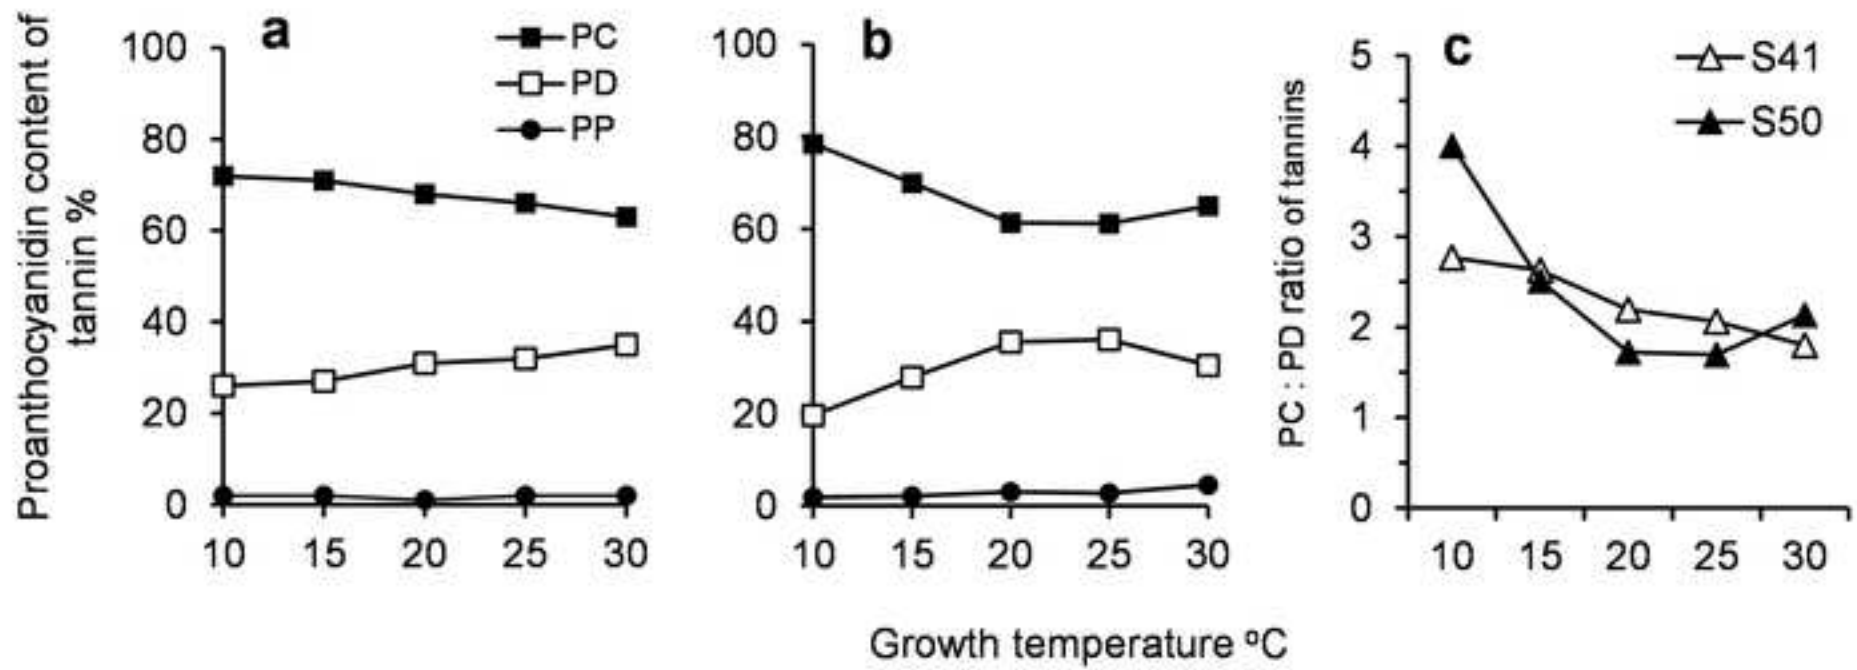 Proanthocyanidin content of
tannin %
a
PC
PD
PP
100
80
60
40
20
0
10 15 20 25 30
b
100
80
60
40
20
0
10 15 20 25 30
c
S41
S50
PC : PD ratio of tannins
5
4
3
2
1
0
10 15 20 25 30
Growth temperature ºC